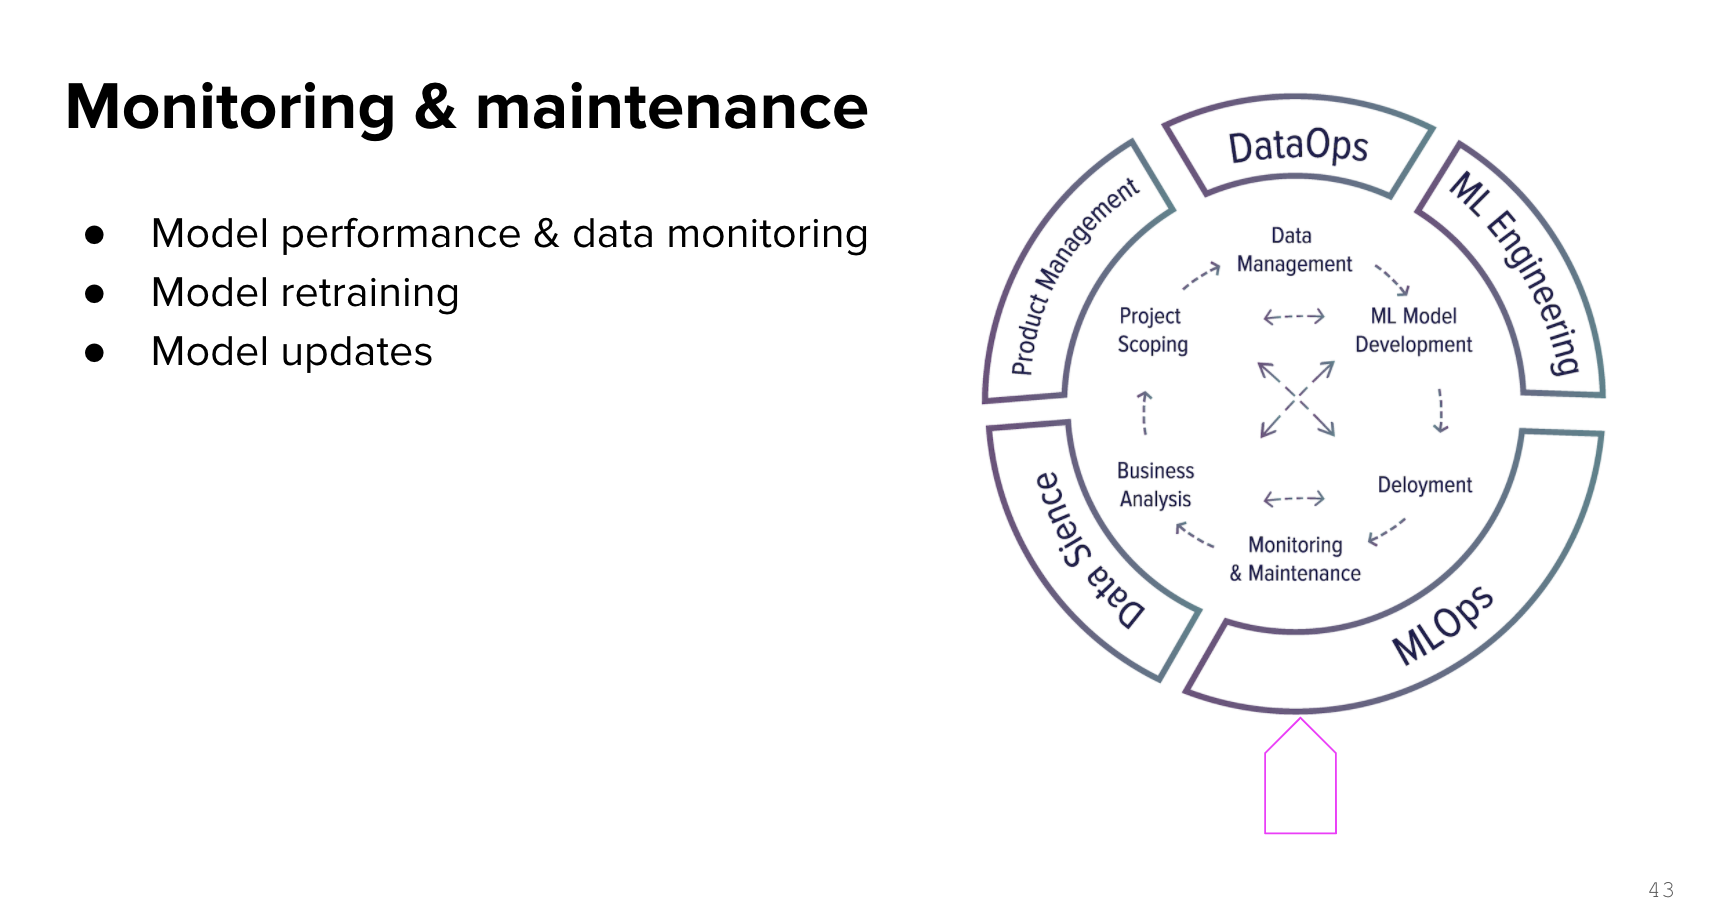 Monitoring & maintenance
● Model performance & data monitoring
● Model retraining
● Model updates
DataOps
ML Engineering
MLOps
Data Sience
Product Management
Data
Management
ML Model
Development
Deloyment
Monitoring
& Maintenance
Business
Analysis
Project
Scoping
43